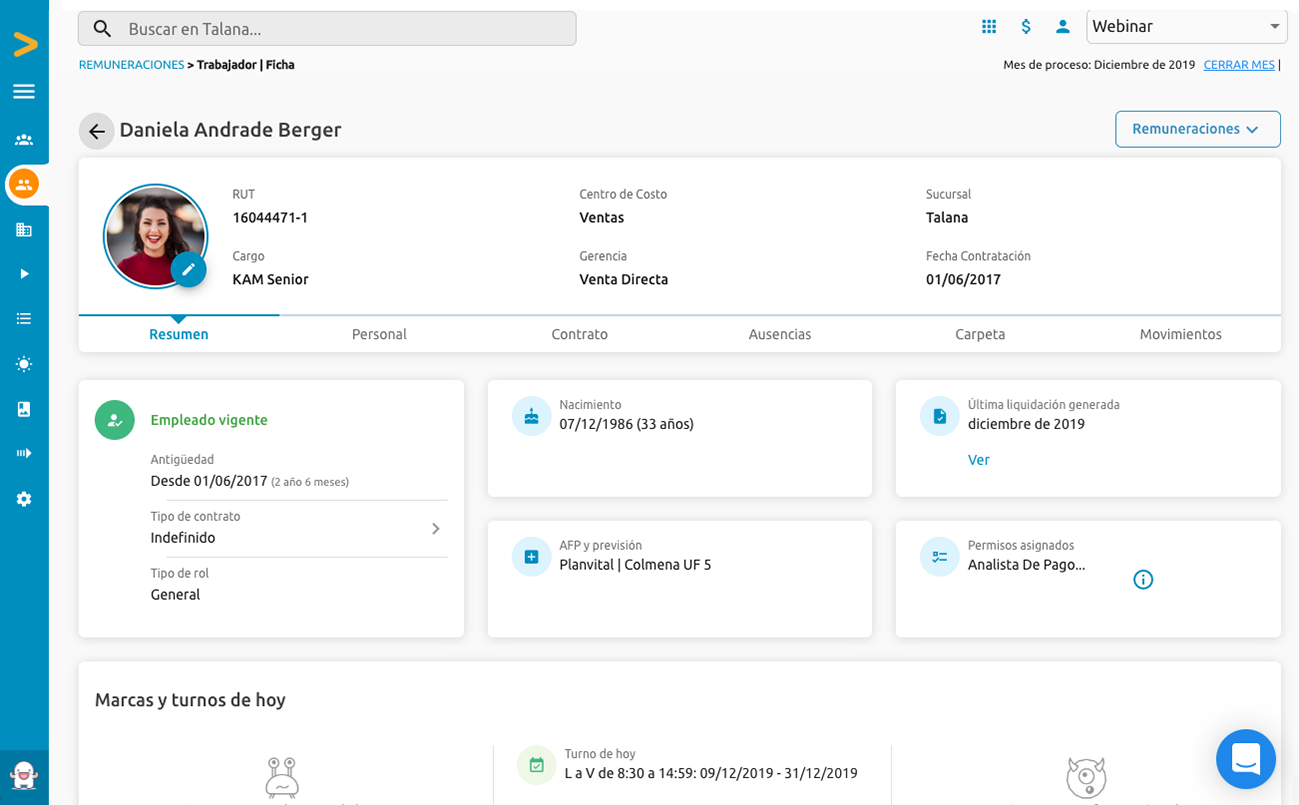 Buscar en Talana...
Webinar
REMUNERACIONES > Trabajador | Ficha
Mes de proceso: Diciembre de 2019 CERRAR MES |
Daniela Andrade Berger
Remuneraciones
RUT
16044471-1
Centro de Costo
Ventas
Sucursal
Talana
Cargo
KAM Senior
Gerencia
Venta Directa
Fecha Contratación
01/06/2017
Resumen
Personal
Contrato
Ausencias
Carpeta
Movimientos
Empleado vigente
Antigüedad
Desde 01/06/2017 (2 año 6 meses)
Tipo de contrato
Indefinido
Tipo de rol
General
Nacimiento
07/12/1986 (33 años)
Última liquidación generada
diciembre de 2019
Ver
AFP y previsión
Planvital | Colmena UF 5
Permisos asignados
Analista De Pago...
Marcas y turnos de hoy
Turno de hoy
L a V de 8:30 a 14:59: 09/12/2019 - 31/12/2019